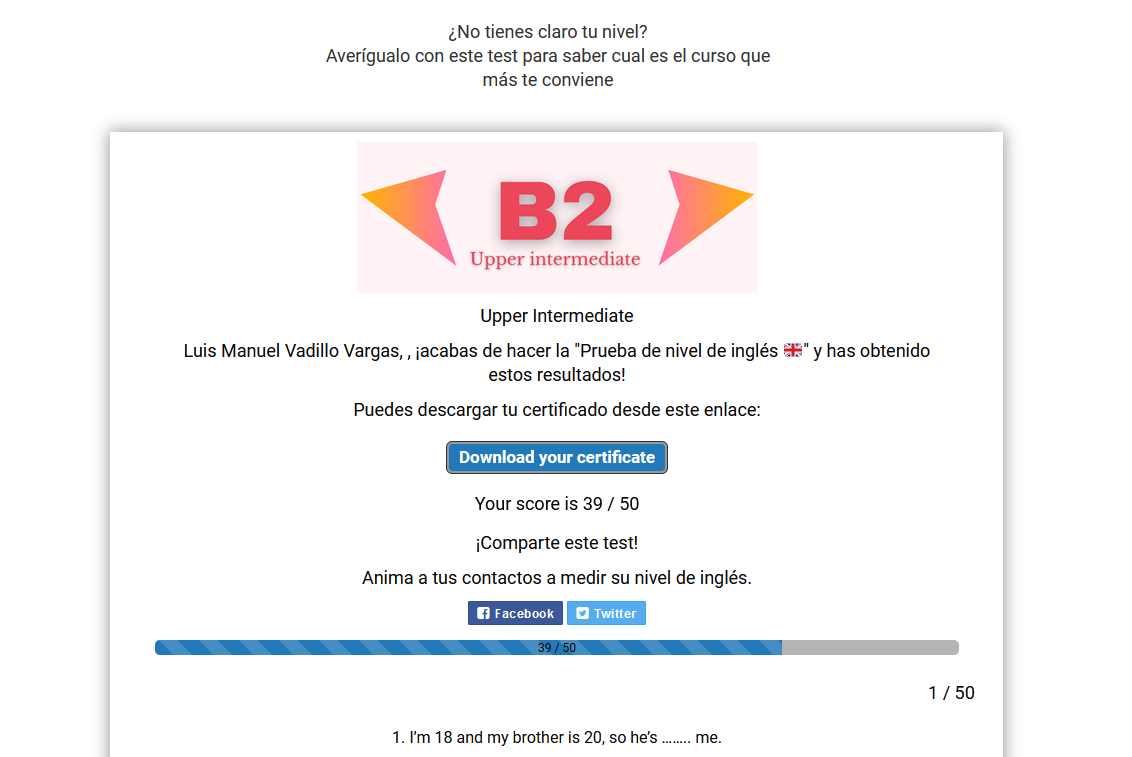 ¿No tienes claro tu nivel?
Averígualo con este test para saber cual es el curso que
más te conviene
B2
Upper intermediate
Upper Intermediate
Luis Manuel Vadillo Vargas, , ¡acabas de hacer la "Prueba de nivel de inglés 🇬🇧" y has obtenido
estos resultados!
Puedes descargar tu certificado desde este enlace:
Download your certificate
Your score is 39 / 50
¡Comparte este test!
Anima a tus contactos a medir su nivel de inglés.
Facebook Twitter
39 / 50
1 / 50
1. I’m 18 and my brother is 20, so he’s …….. me.